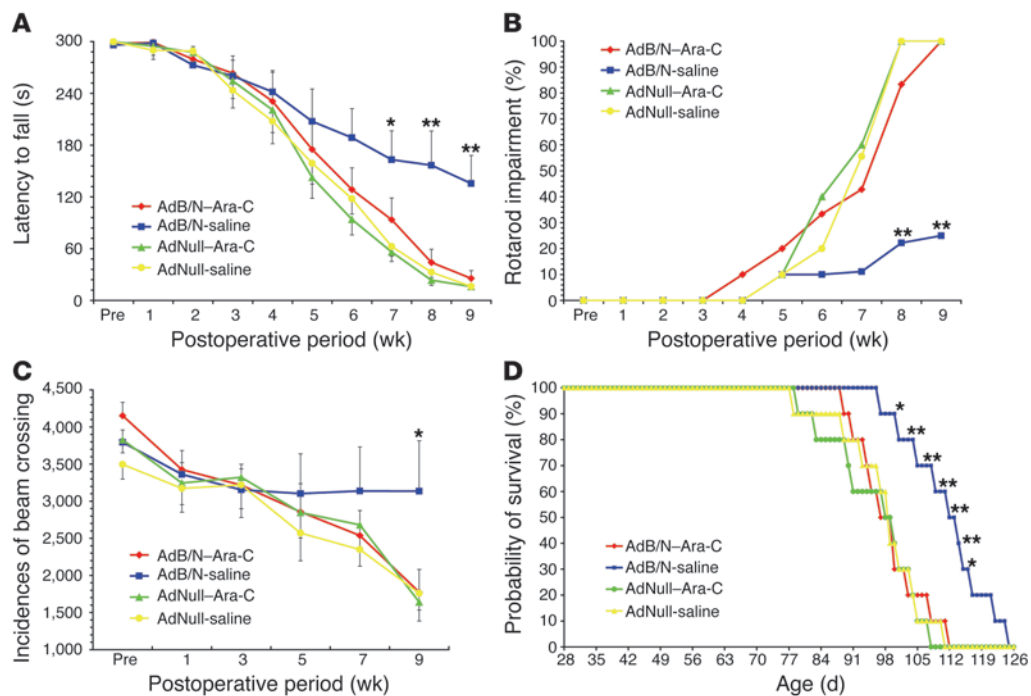 A
Latency to fall (s)
300
240
180
120
60
0
*
**
**
AdB/N–Ara-C
AdB/N-saline
AdNull–Ara-C
AdNull-saline
Pre 1 2 3 4 5 6 7 8 9
Postoperative period (wk)
B
Rotarod impairment (%)
100
90
80
70
60
50
40
30
20
10
0
AdB/N–Ara-C
AdB/N-saline
AdNull–Ara-C
AdNull-saline
**
**
Pre 1 2 3 4 5 6 7 8 9
Postoperative period (wk)
C
Incidences of beam crossing
4,500
4,000
3,500
3,000
2,500
2,000
1,500
1,000
*
AdB/N–Ara-C
AdB/N-saline
AdNull–Ara-C
AdNull-saline
Pre 1 3 5 7 9
Postoperative period (wk)
D
Probability of survival (%)
100
90
80
70
60
50
40
30
20
10
0
*
**
**
**
**
**
*
AdB/N–Ara-C
AdB/N-saline
AdNull–Ara-C
AdNull-saline
28 35 42 49 56 63 70 77 84 91 98 105 112 119 126
Age (d)